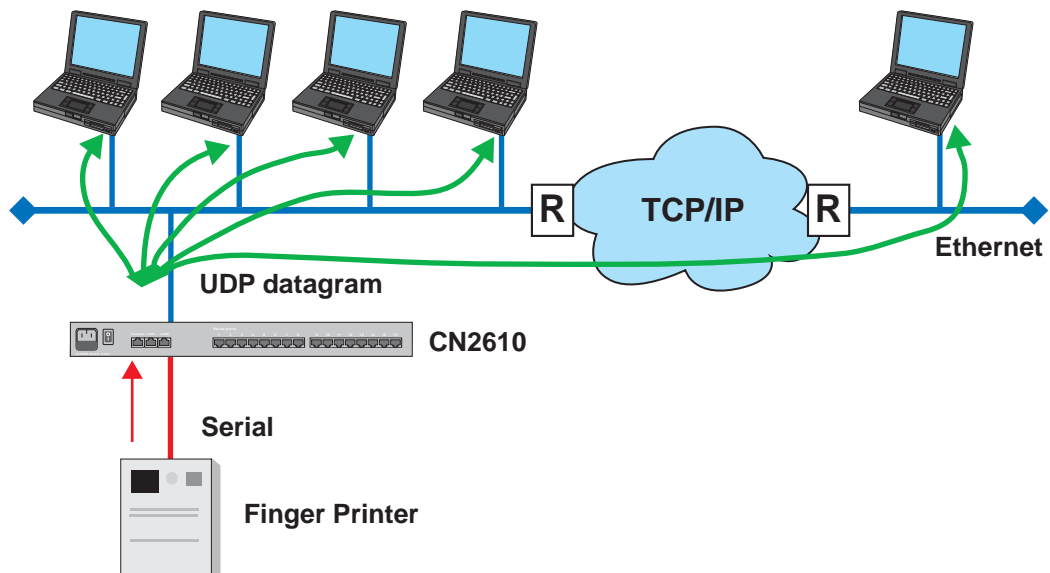 R
TCP/IP
R
Ethernet
UDP datagram
CN2610
Serial
Finger Printer